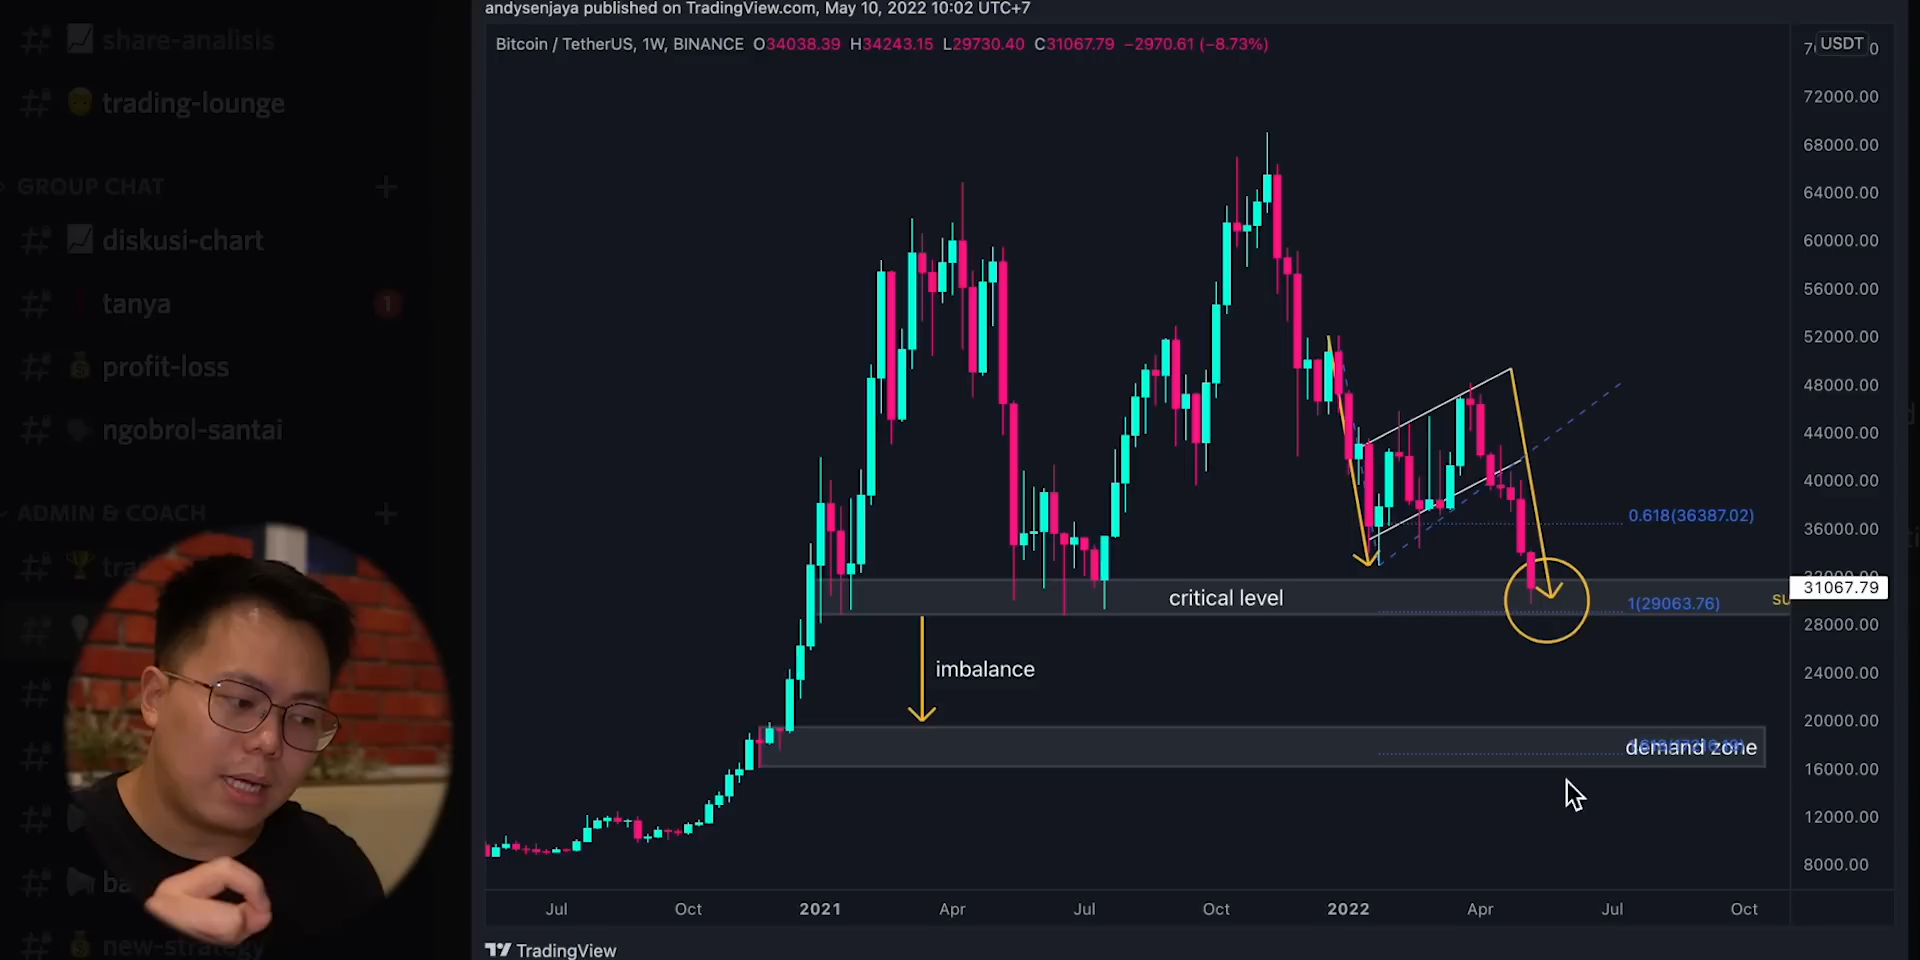 share-analisis
trading-lounge
GROUP CHAT
diskusi-chart
tanya
1
profit-loss
ngobrol-santai
ADMIN & COACH
new-strategy
andysenjaya published on TradingView.com, May 10, 2022 10:02 UTC+7
Bitcoin / TetherUS, 1W, BINANCE O34038.39 H34243.15 L29730.40 C31067.79 −2970.61 (−8.73%)
USDT
72000.00
68000.00
64000.00
60000.00
56000.00
52000.00
48000.00
44000.00
40000.00
36000.00
31067.79
28000.00
24000.00
20000.00
16000.00
12000.00
8000.00
0.618(36387.02)
critical level
1(29063.76)
imbalance
demand zone
Jul
Oct
2021
Apr
Jul
Oct
2022
Apr
Jul
Oct
TradingView